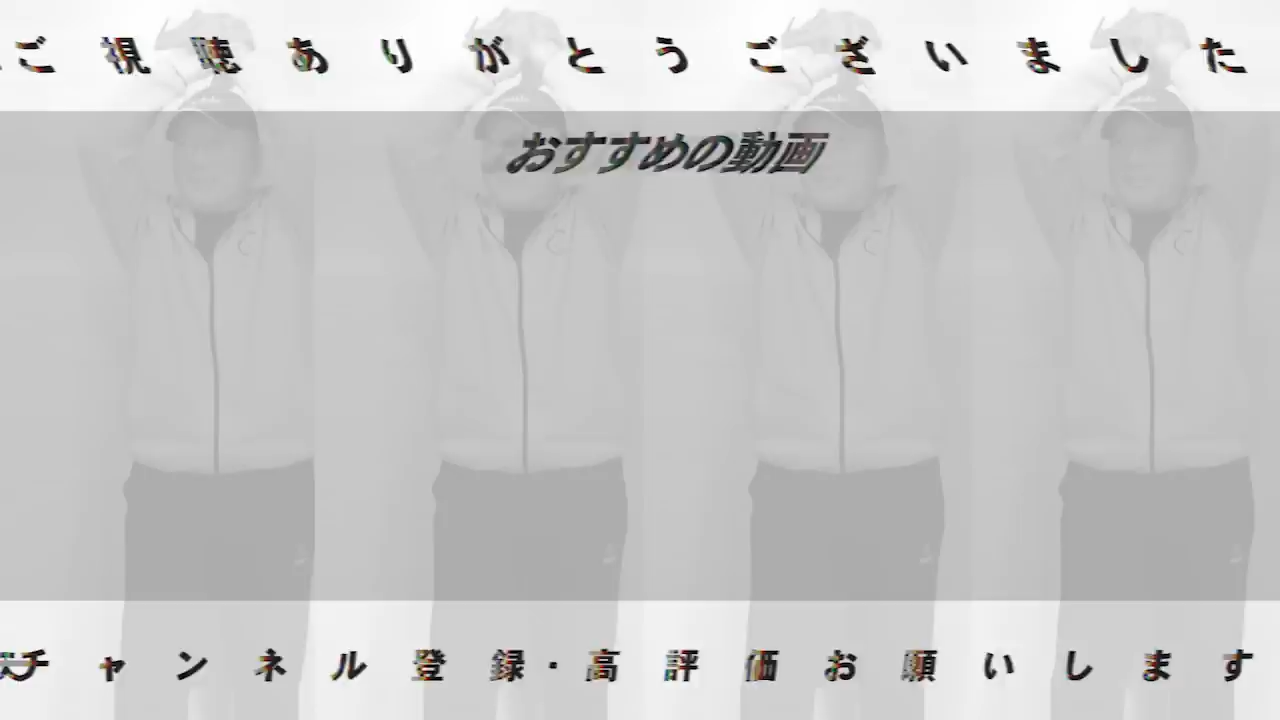 ご視聴ありがとうございました
おすすめの動画
チャンネル登録・高評価お願いします